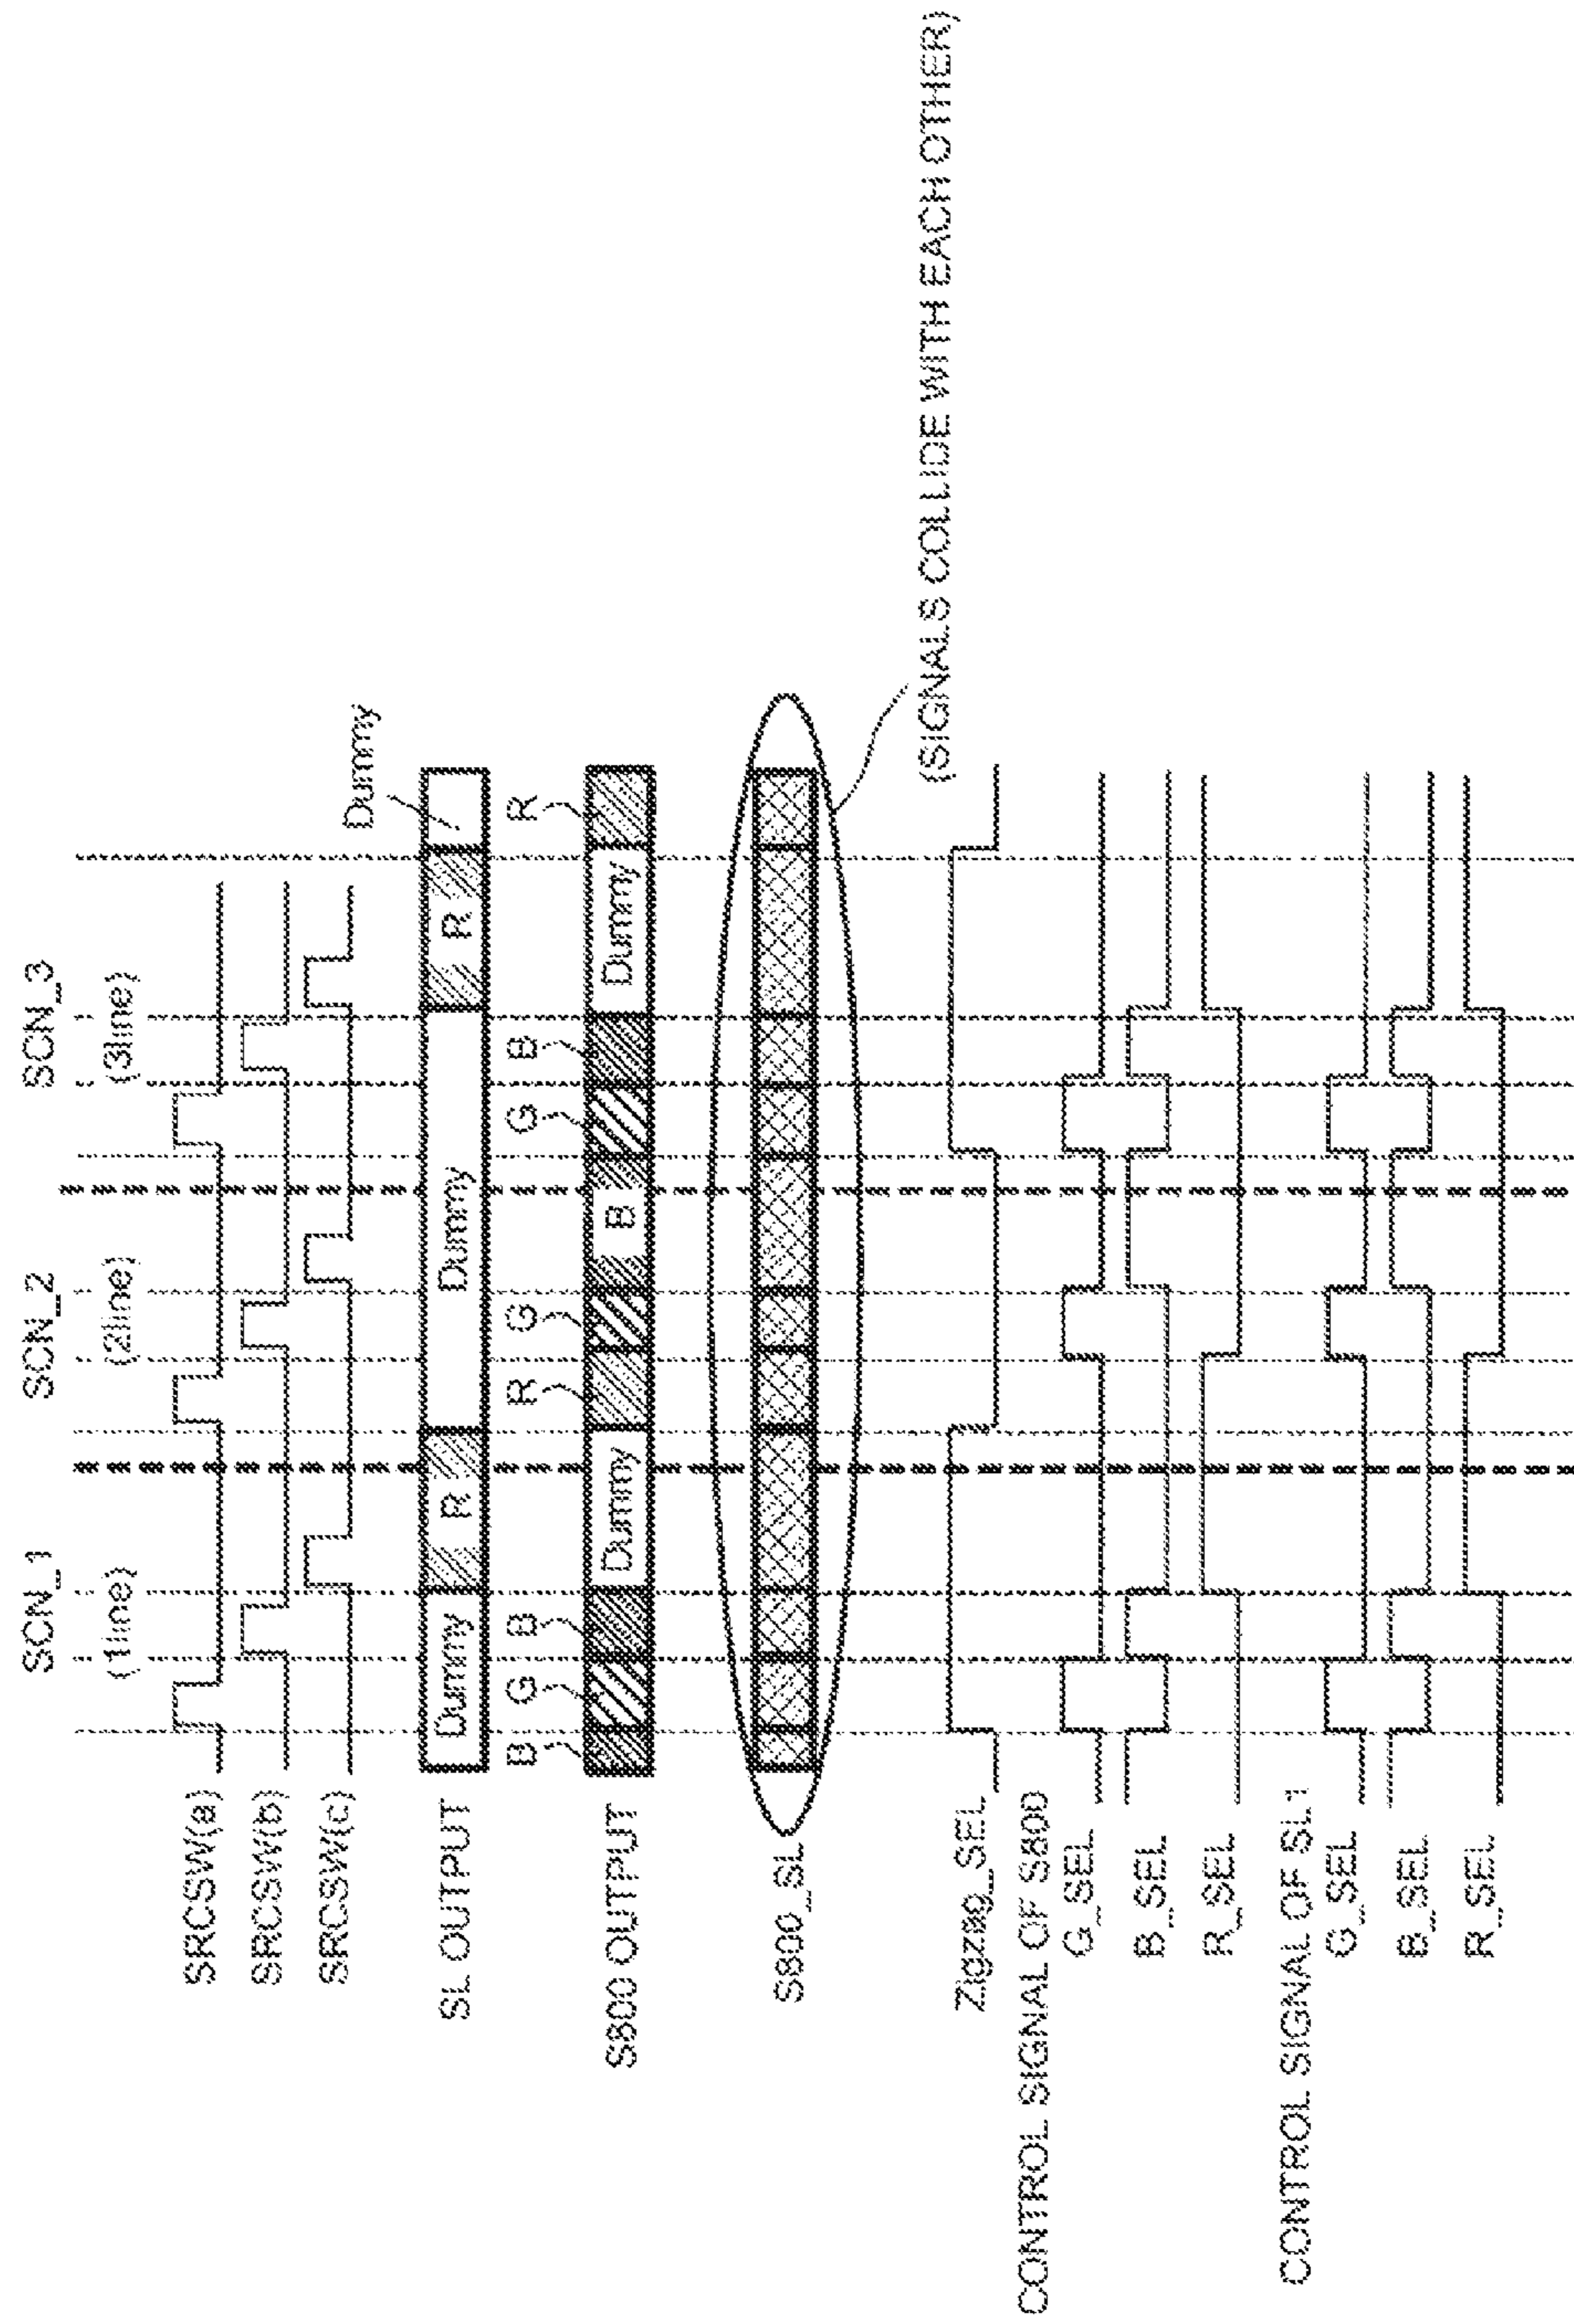 SCN_1 SCN_2 SCN_3
(1line) (2line) (3line)
SRCSW(a)
SRCSW(b)
SRCSW(c)
Dummy
SL OUTPUT Dummy R Dummy R
B G B R G B G B R
S800 OUTPUT Dummy B Dummy
S800_SL
(SIGNALS COLLIDE WITH EACH OTHER)
Zigzag_SEL
CONTROL SIGNAL OF S800
G_SEL
B_SEL
R_SEL
CONTROL SIGNAL OF SL1
G_SEL
B_SEL
R_SEL